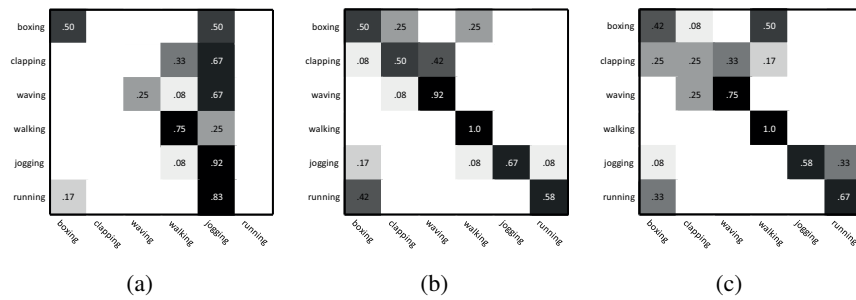 boxing .50 .50
clapping .33 .67
waving .25 .08 .67
walking .75 .25
jogging .08 .92
running .17 .83
boxing clapping waving walking jogging running
(a)
boxing .50 .25 .25
clapping .08 .50 .42
waving .08 .92
walking 1.0
jogging .17 .08 .67 .08
running .42 .58
boxing clapping waving walking jogging running
(b)
boxing .42 .08 .50
clapping .25 .25 .33 .17
waving .25 .75
walking 1.0
jogging .08 .58 .33
running .33 .67
boxing clapping waving walking jogging running
(c)